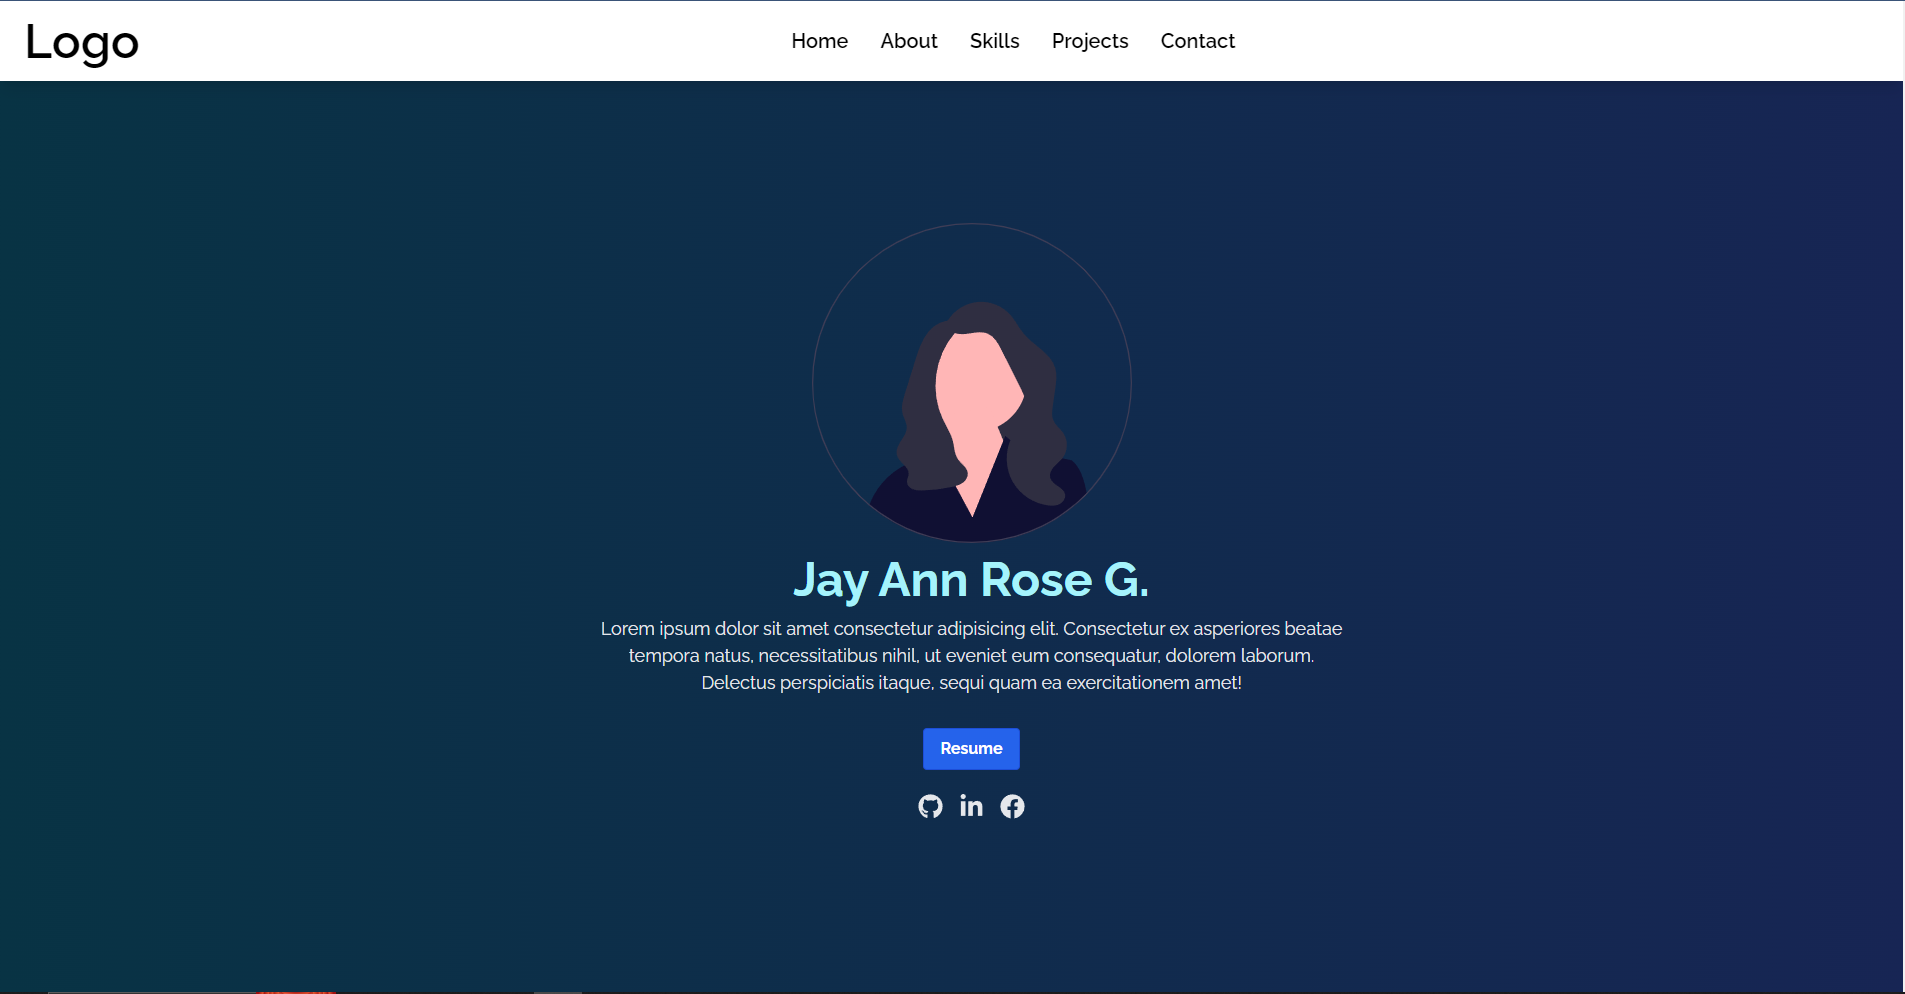 Logo
Home About Skills Projects Contact
Jay Ann Rose G.
Lorem ipsum dolor sit amet consectetur adipisicing elit. Consectetur ex asperiores beatae
tempora natus, necessitatibus nihil, ut eveniet eum consequatur, dolorem laborum.
Delectus perspiciatis itaque, sequi quam ea exercitationem amet!
Resume